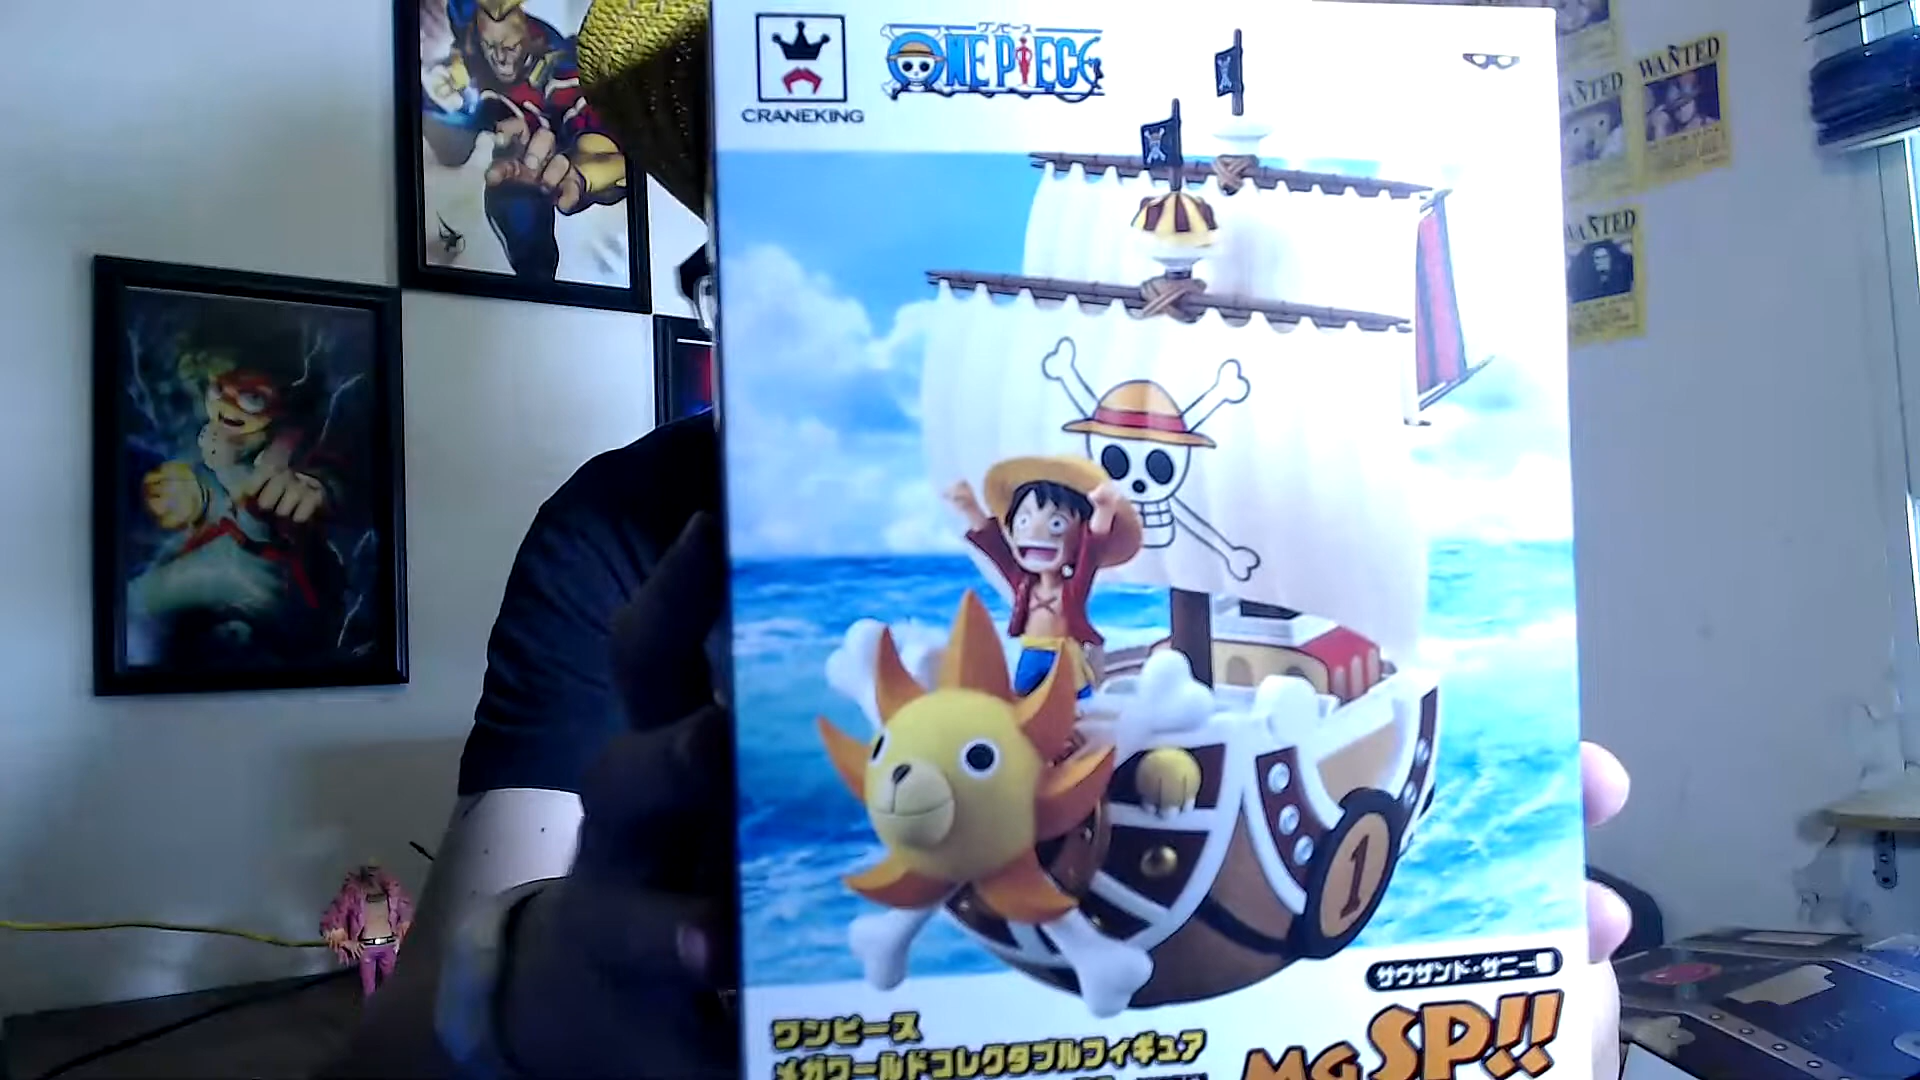 CRANEKING
ワンピース
ONE PIECE
WANTED
WANTED
WANTED
1
サウザンド・サニー号
ワンピース
メガワールドコレクタブルフィギュア
MG SP!!